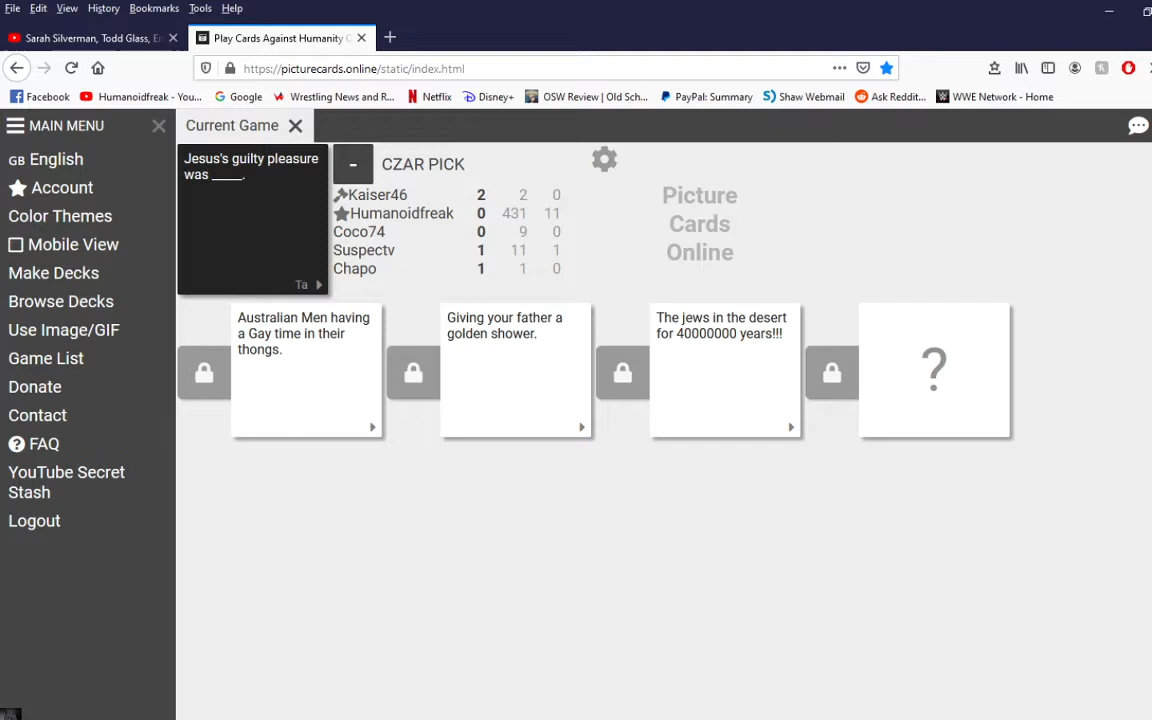 File Edit View History Bookmarks Tools Help
Sarah Silverman, Todd Glass, E
Play Cards Against Humanity
https://picturecards.online/static/index.html
Facebook Humanoidfreak - You... Google Wrestling News and R... Netflix Disney+ OSW Review | Old Sch... PayPal: Summary Shaw Webmail Ask Reddit... WWE Network - Home
MAIN MENU
Current Game
GB English
Account
Color Themes
Mobile View
Make Decks
Browse Decks
Use Image/GIF
Game List
Donate
Contact
FAQ
YouTube Secret
Stash
Logout
Jesus's guilty pleasure
was _____.
Ta
- CZAR PICK
Kaiser46 2 2 0
Humanoidfreak 0 431 11
Coco74 0 9 0
Suspectv 1 11 1
Chapo 1 1 0
Picture
Cards
Online
Australian Men having
a Gay time in their
thongs.
Giving your father a
golden shower.
The jews in the desert
for 40000000 years!!!
?